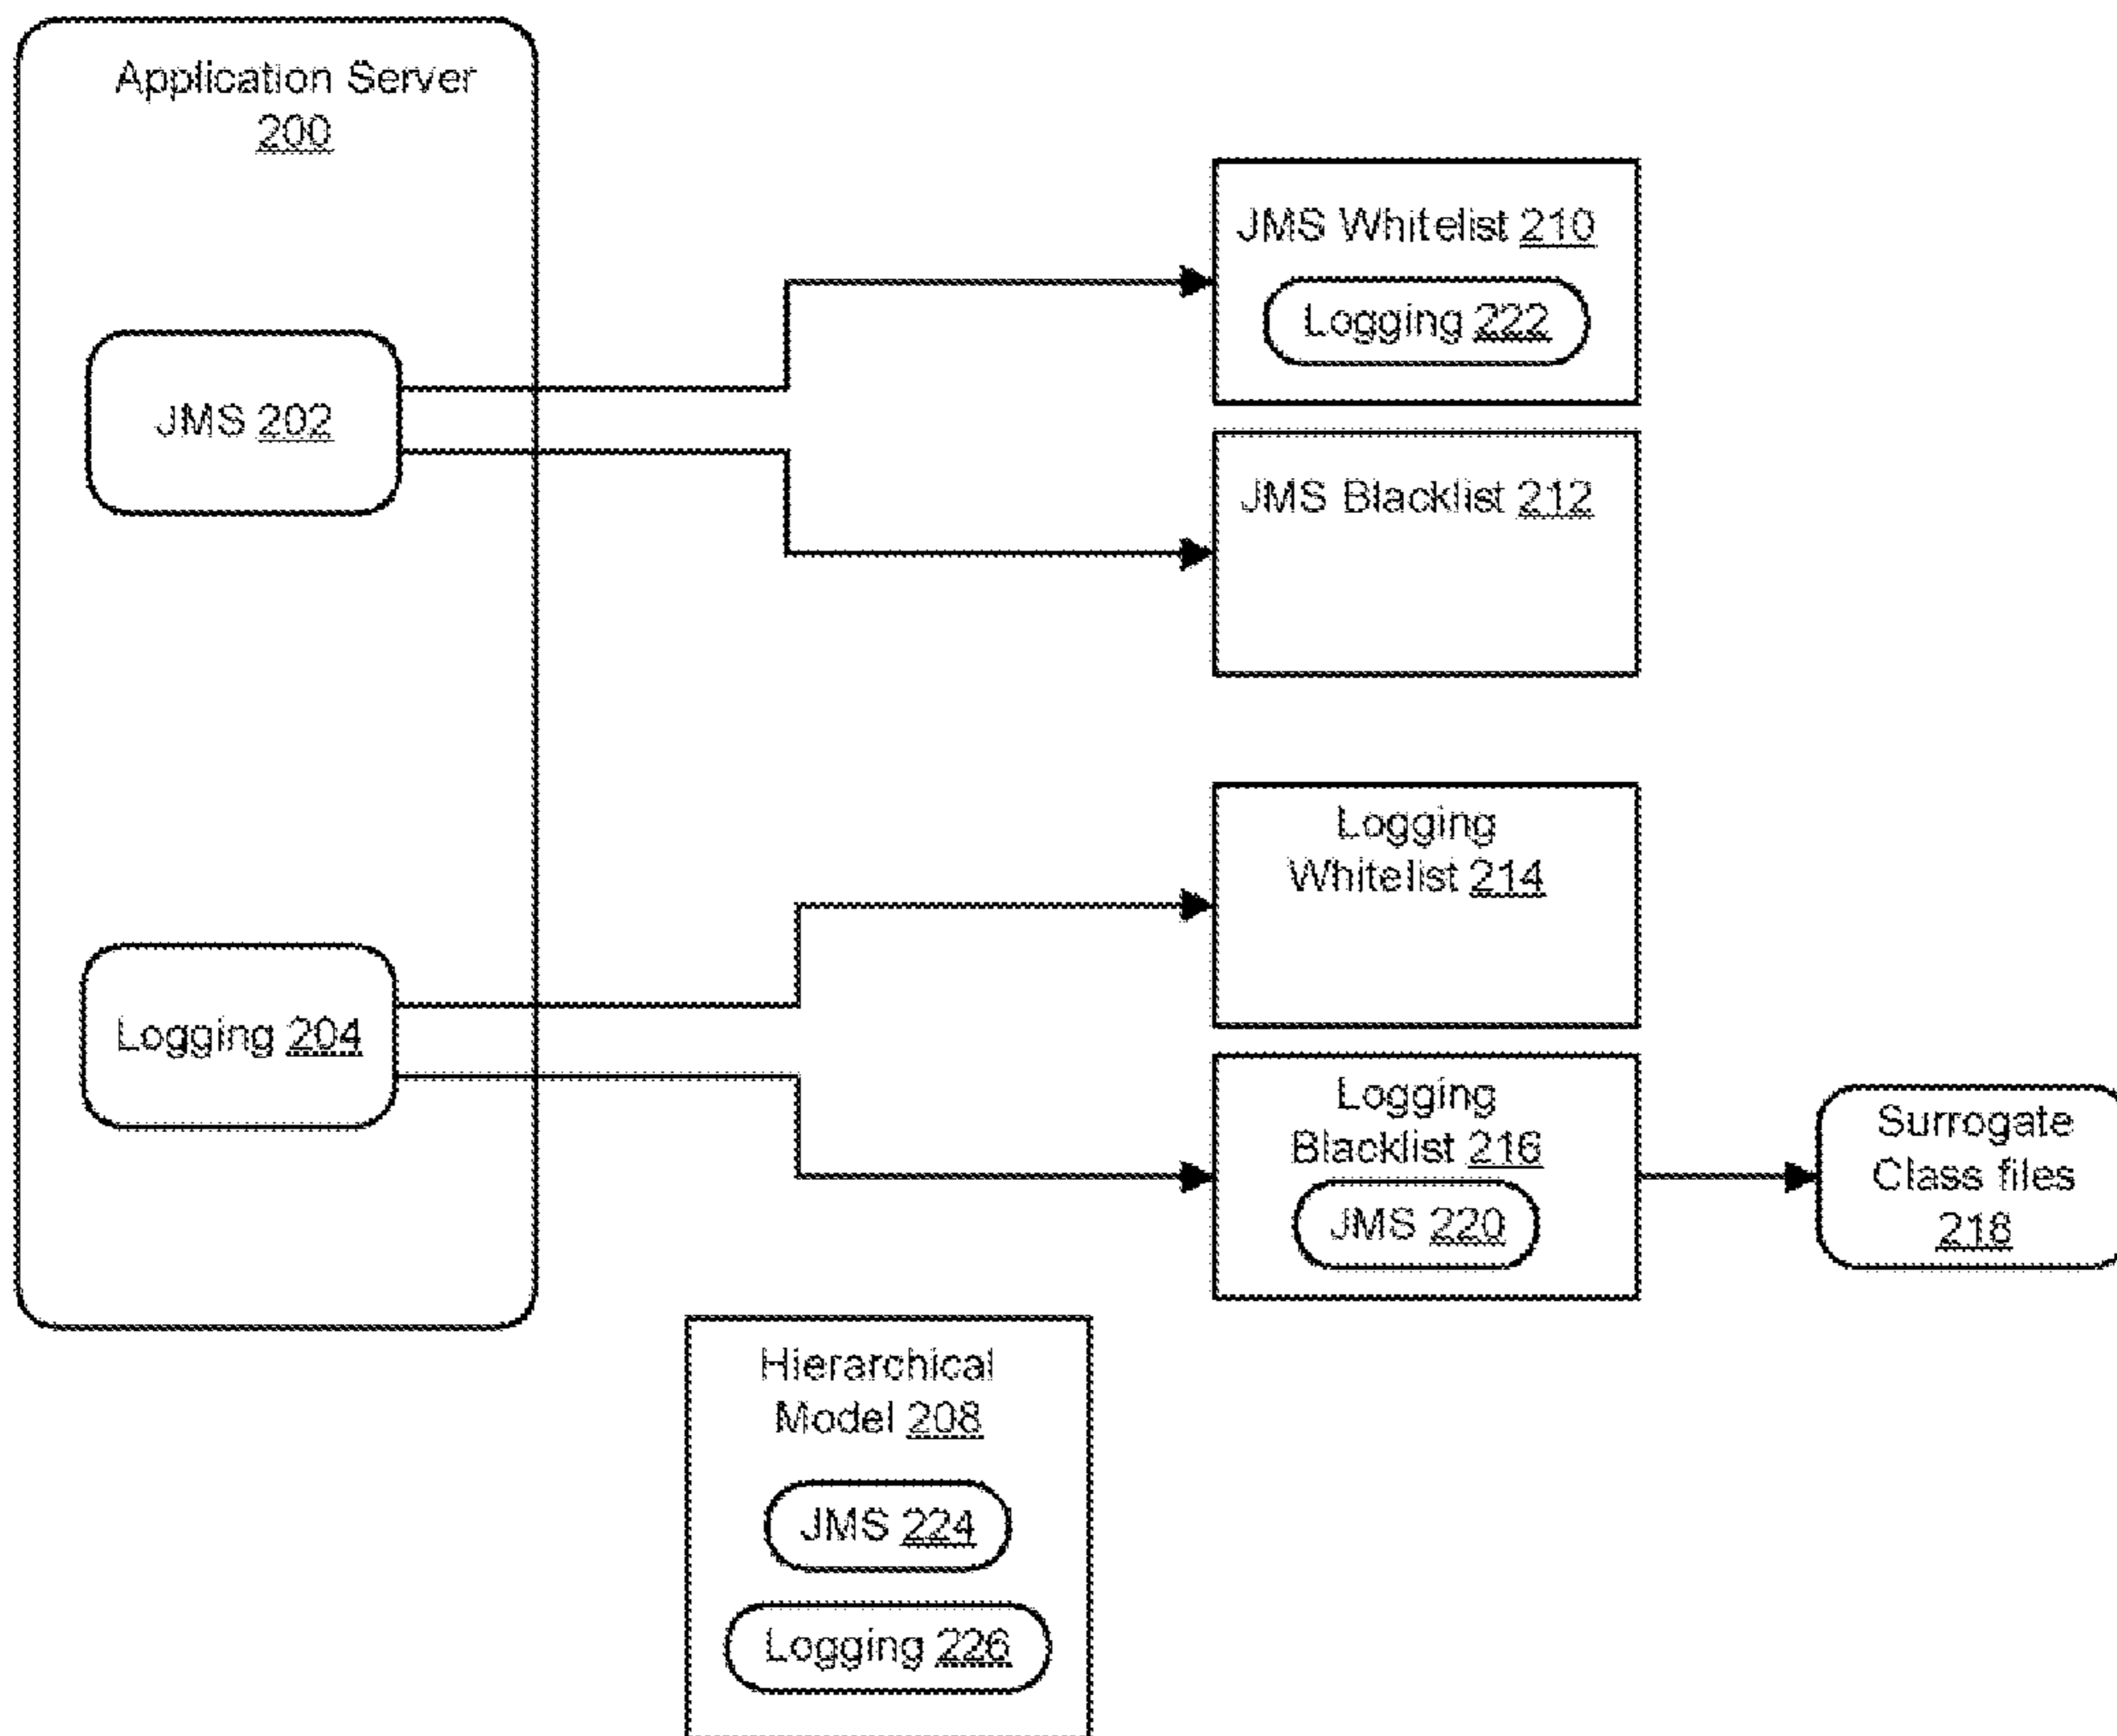 Application Server
200
JMS 202
Logging 204
JMS Whitelist 210
Logging 222
JMS Blacklist 212
Logging
Whitelist 214
Logging
Blacklist 216
JMS 220
Surrogate
Class files
218
Hierarchical
Model 208
JMS 224
Logging 226